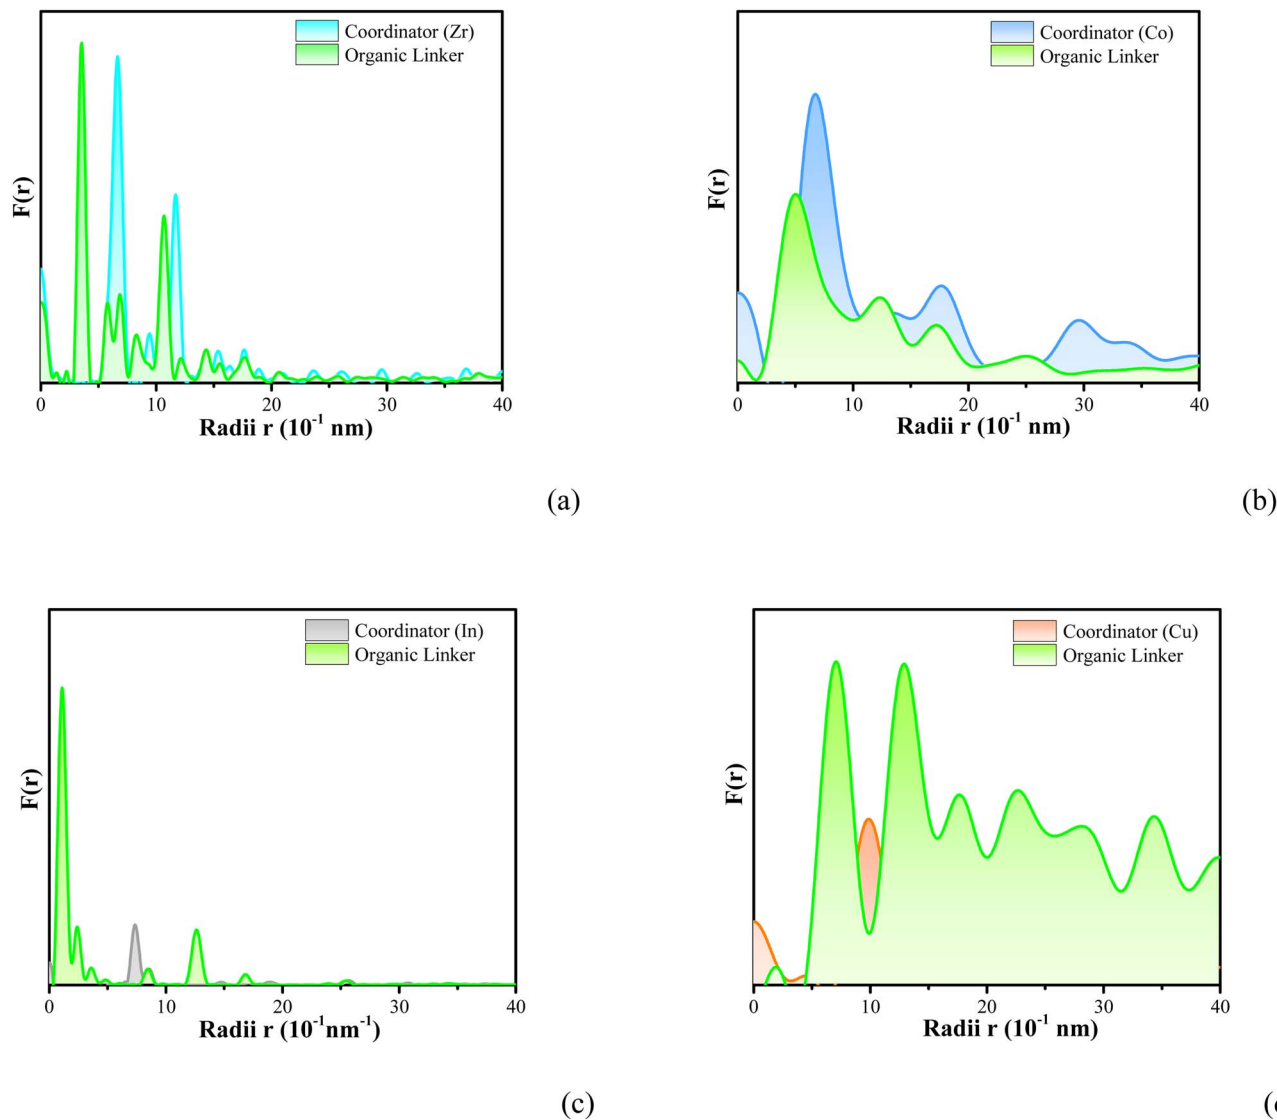 Coordinator (Zr)
Organic Linker
F(r)
0 10 20 30 40
Radii r (10⁻¹ nm)
(a)
Coordinator (Co)
Organic Linker
F(r)
0 10 20 30 40
Radii r (10⁻¹ nm)
(b)
Coordinator (In)
Organic Linker
F(r)
0 10 20 30 40
Radii r (10⁻¹nm⁻¹)
(c)
Coordinator (Cu)
Organic Linker
F(r)
0 10 20 30 40
Radii r (10⁻¹ nm)